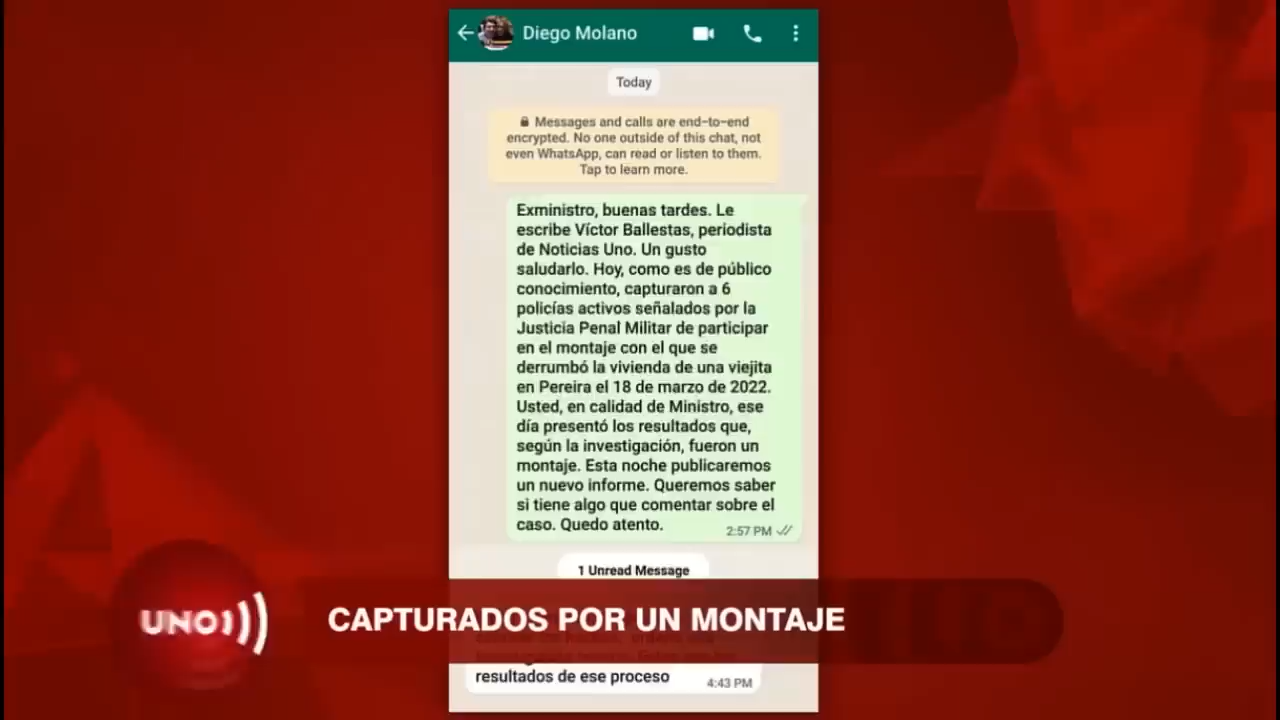 Diego Molano
Today
Messages and calls are end-to-end
encrypted. No one outside of this chat, not
even WhatsApp, can read or listen to them.
Tap to learn more.
Exministro, buenas tardes. Le
escribe Víctor Ballestas, periodista
de Noticias Uno. Un gusto
saludarlo. Hoy, como es de público
conocimiento, capturaron a 6
policías activos señalados por la
Justicia Penal Militar de participar
en el montaje con el que se
derrumbó la vivienda de una viejita
en Pereira el 18 de marzo de 2022.
Usted, en calidad de Ministro, ese
día presentó los resultados que,
según la investigación, fueron un
montaje. Esta noche publicaremos
un nuevo informe. Queremos saber
si tiene algo que comentar sobre el
caso. Quedo atento.
2:57 PM
1 Unread Message
UNO
CAPTURADOS POR UN MONTAJE
resultados de ese proceso
4:43 PM